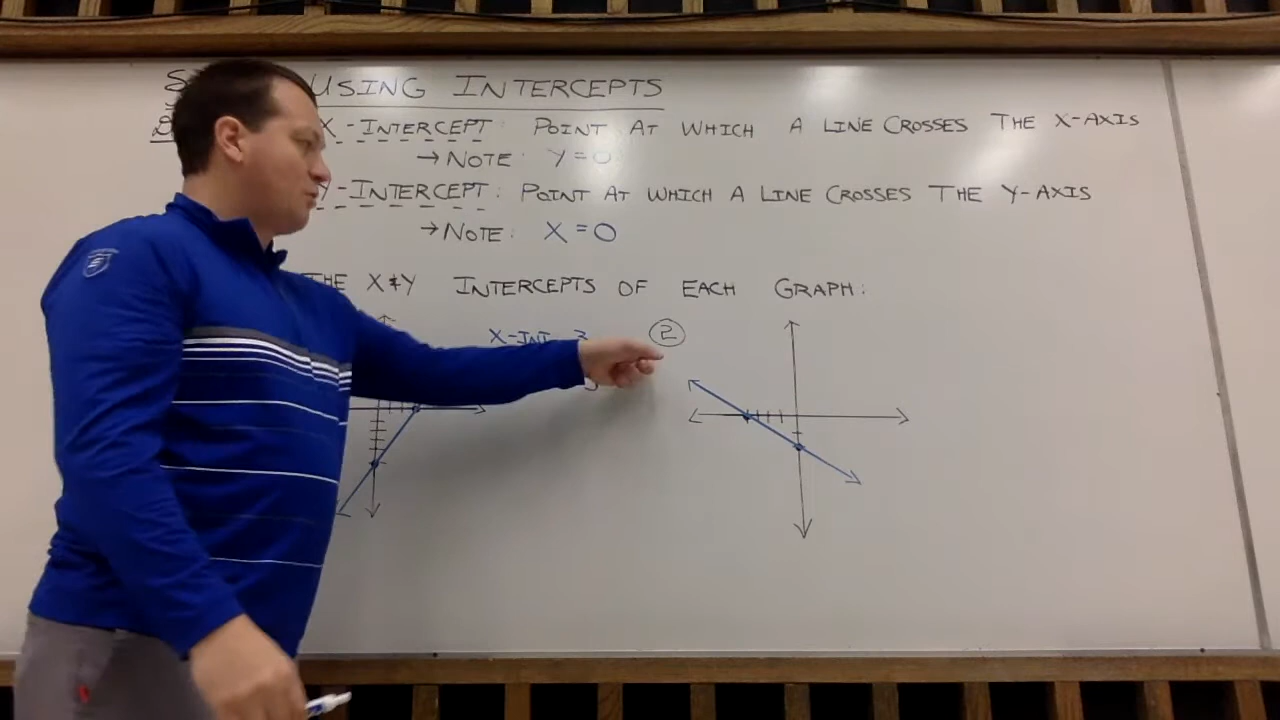 USING INTERCEPTS
X-INTERCEPT: POINT AT WHICH A LINE CROSSES THE X-AXIS
→ NOTE: Y=0
Y-INTERCEPT: POINT AT WHICH A LINE CROSSES THE Y-AXIS
→ NOTE: X=0
THE X & Y INTERCEPTS OF EACH GRAPH:
X-INT
2